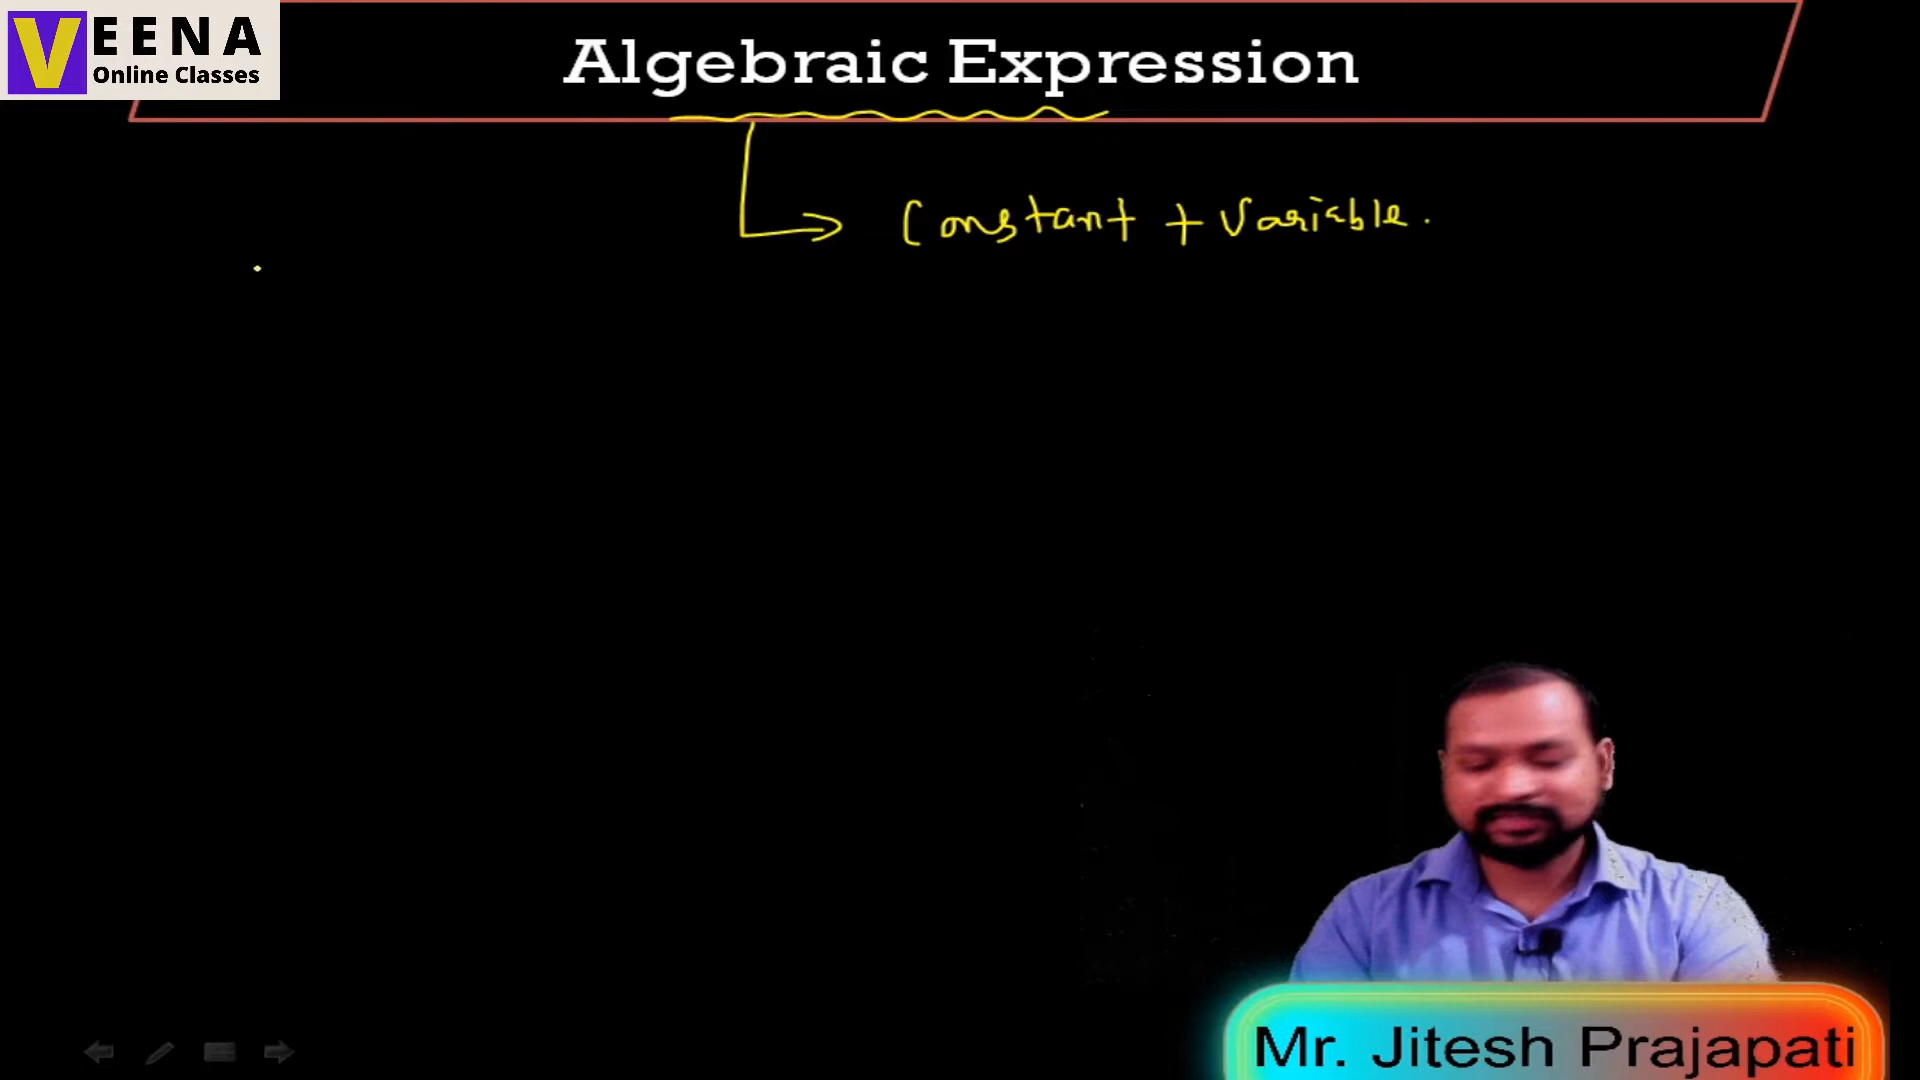 VEENA
Online Classes
Algebraic Expression
Constant + Variable.
Mr. Jitesh Prajapati